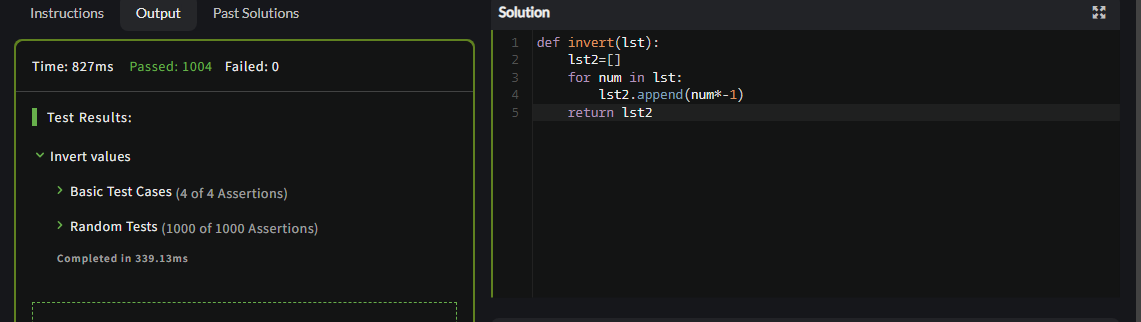 Instructions Output Past Solutions
Time: 827ms Passed: 1004 Failed: 0
Test Results:
Invert values
Basic Test Cases (4 of 4 Assertions)
Random Tests (1000 of 1000 Assertions)
Completed in 339.13ms
Solution
1 def invert(lst):
2     lst2=[]
3     for num in lst:
4         lst2.append(num*-1)
5     return lst2